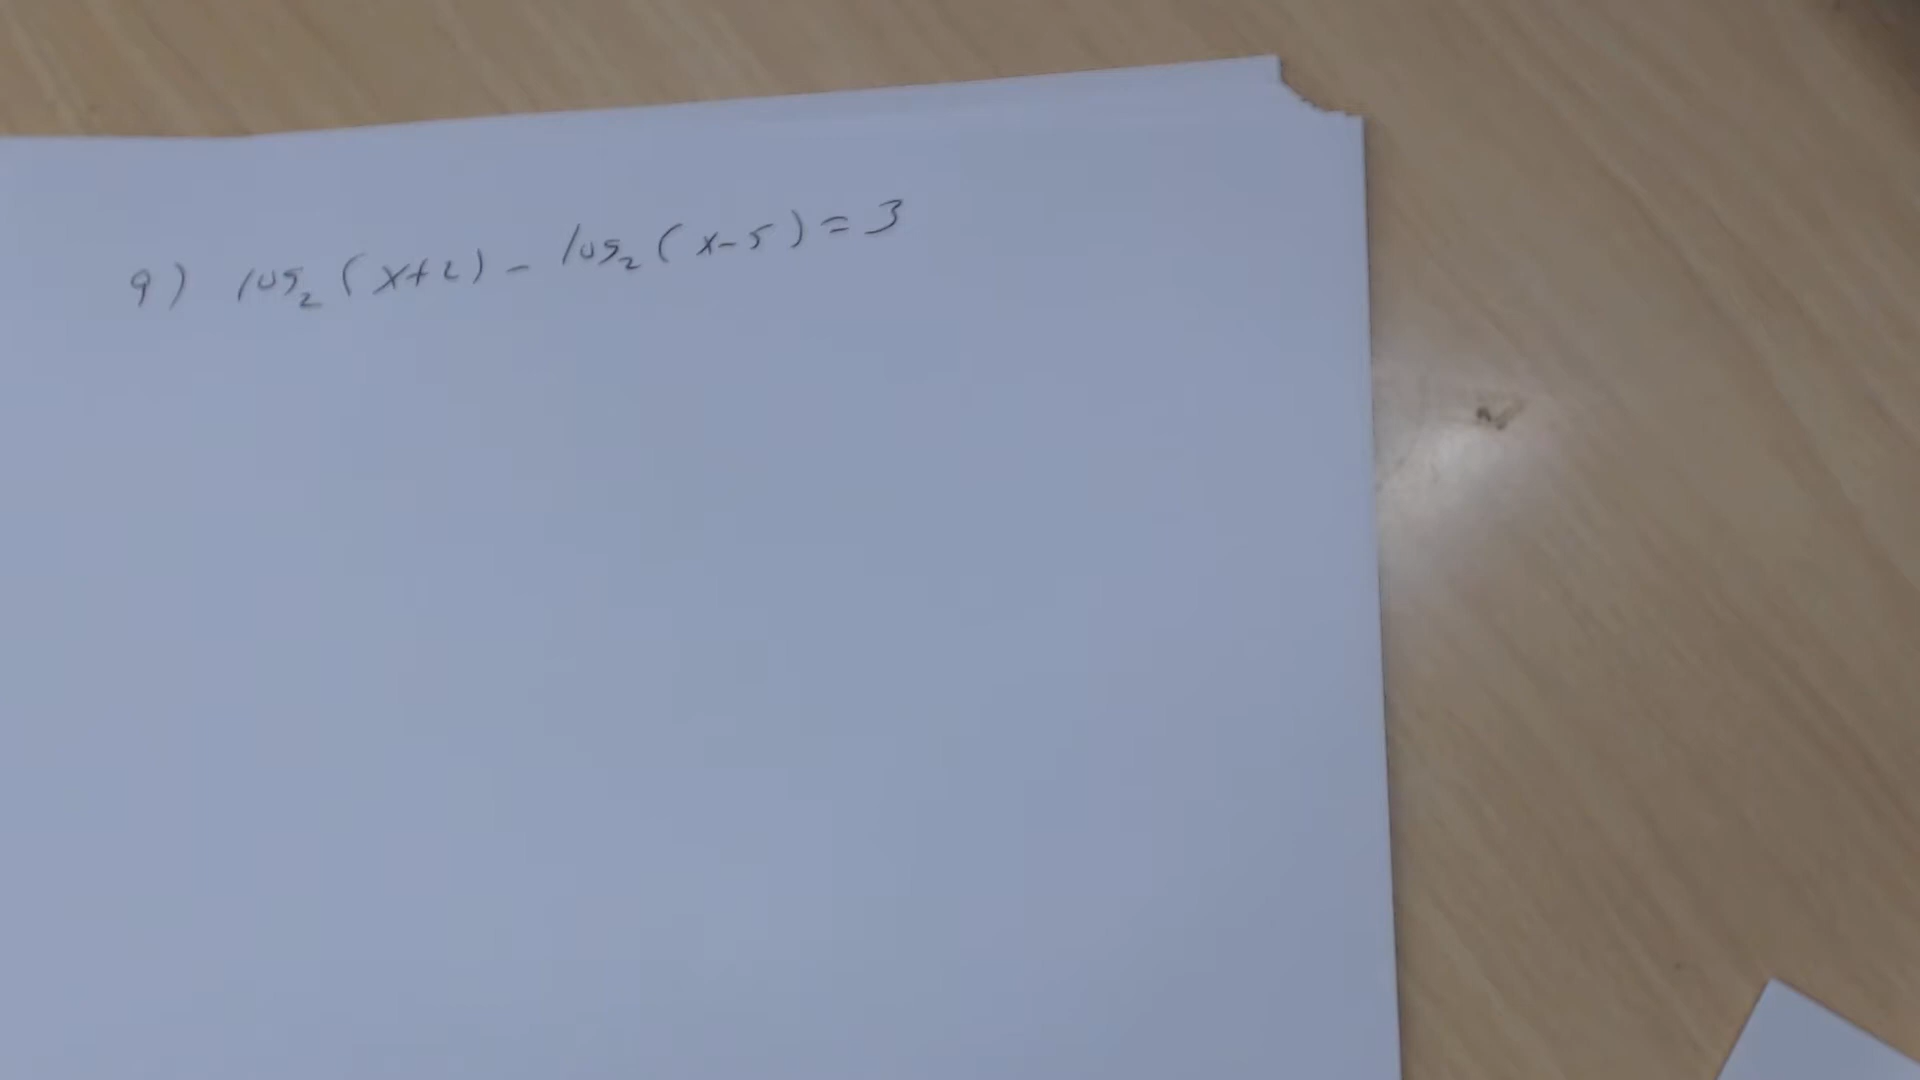 9) log₂ (x+2) - log₂ (x-5) = 3